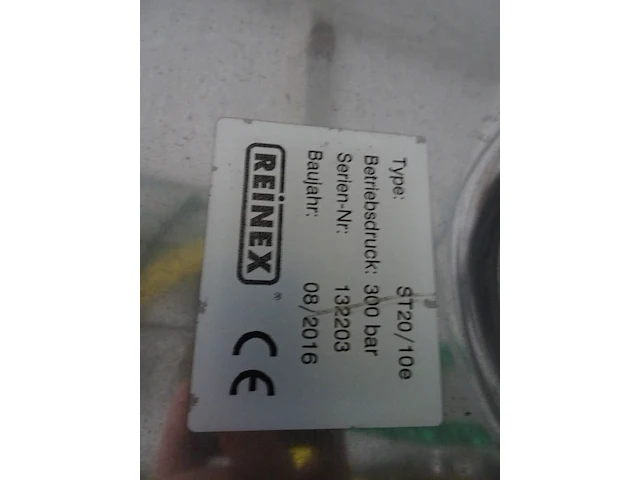 Type: ST20/10e
Betriebsdruck: 300 bar
Serien-Nr: 132203
Baujahr: 08/2016
REINEX ® CE